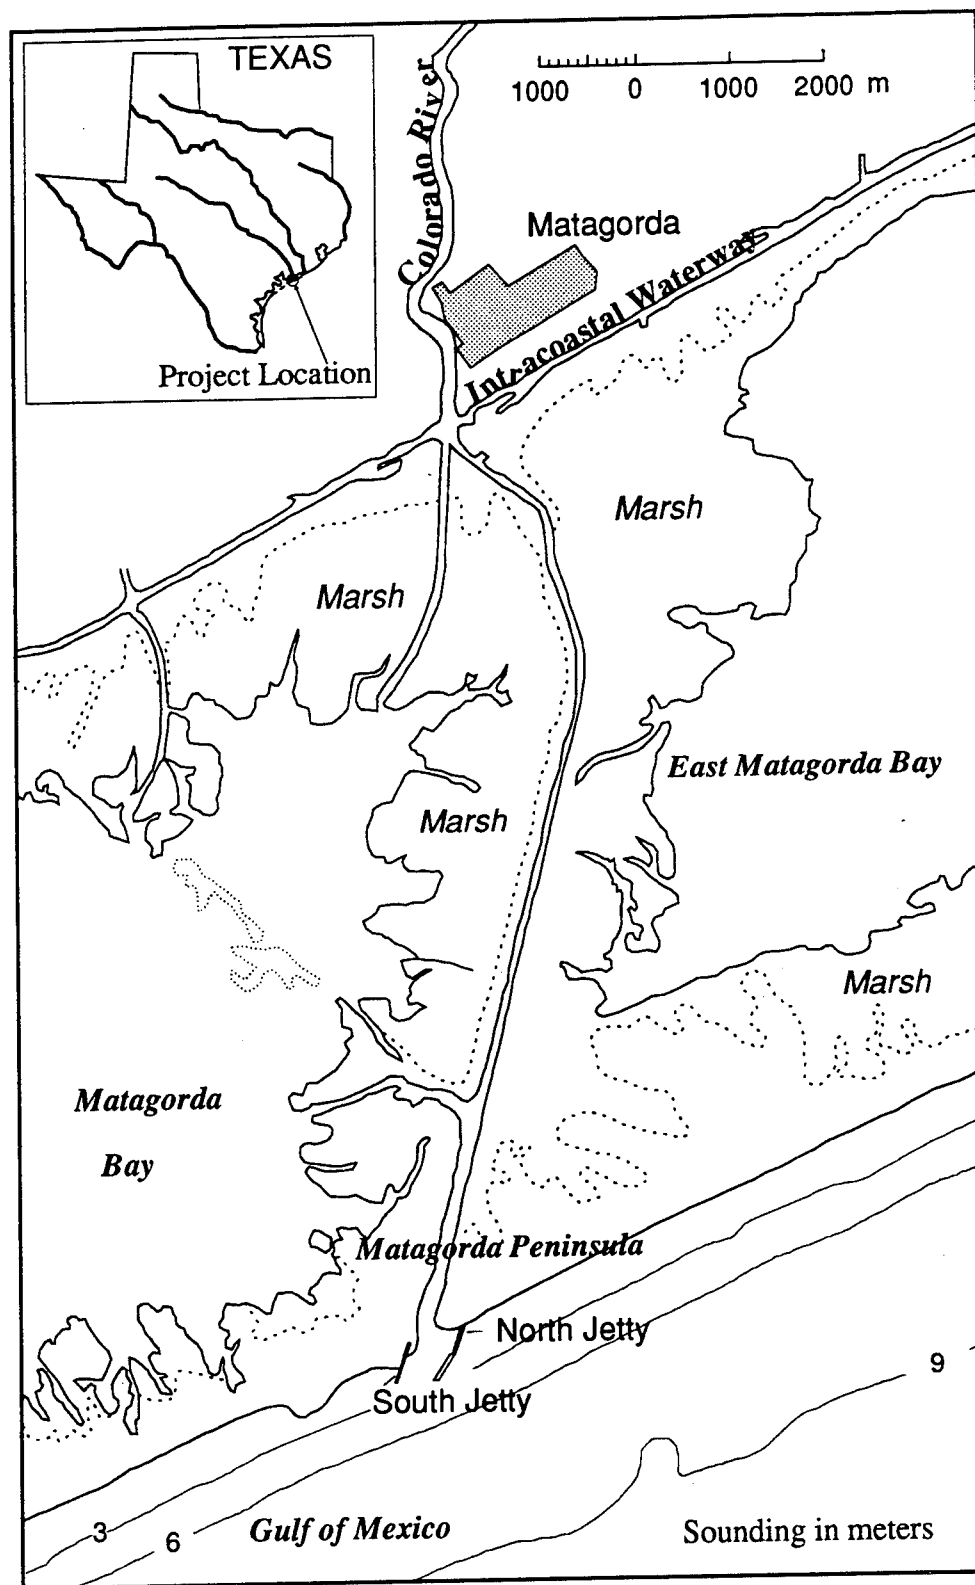 TEXAS
Project Location
1000 0 1000 2000 m
Colorado River
Matagorda
Intracoastal Waterway
Marsh
Marsh
East Matagorda Bay
Marsh
Marsh
Matagorda
Bay
Matagorda Peninsula
North Jetty
South Jetty
9
3
6
Gulf of Mexico
Sounding in meters